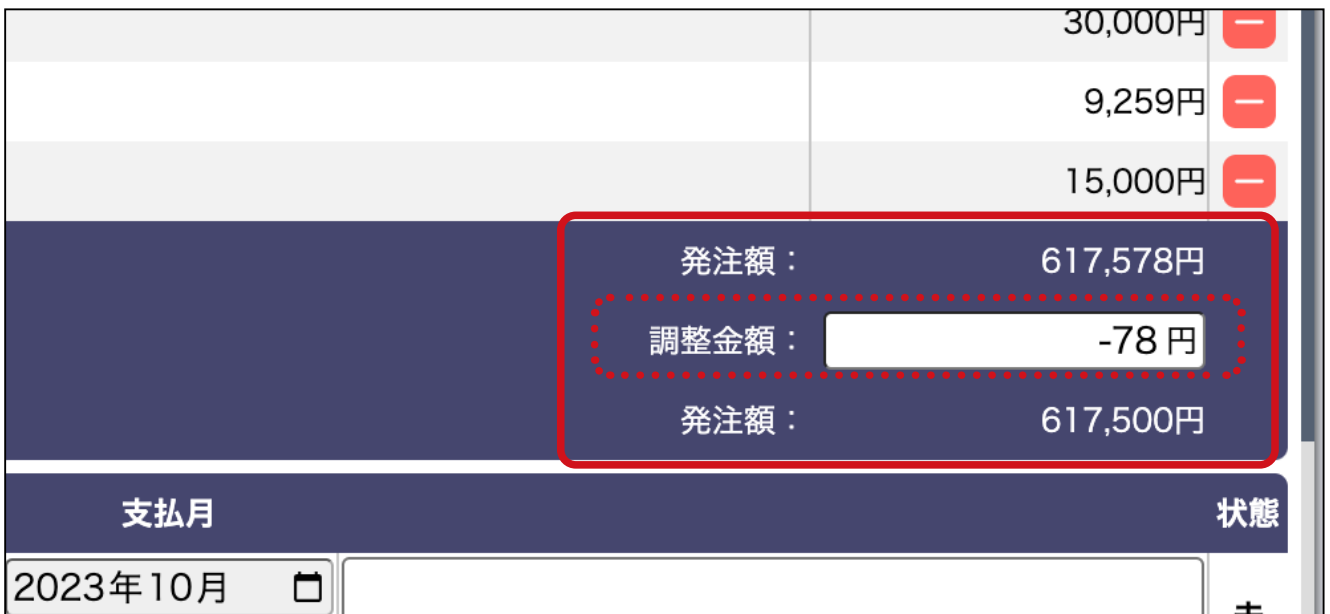 30,000円
9,259円
15,000円
発注額： 617,578円
調整金額： -78 円
発注額： 617,500円
支払月 状態
2023年10月